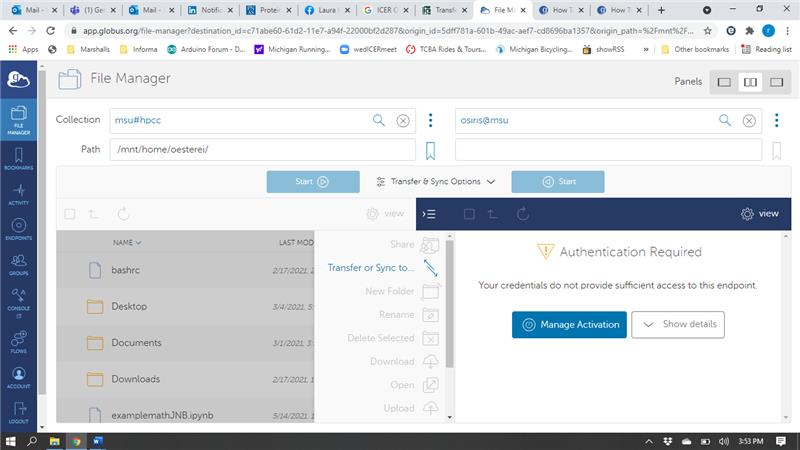 Mail -
Ge
Mail -
Notific
Protei
Laura
ICER O
Transf
File M
How T
How T
r
app.globus.org/file-manager?destination_id=c71abe60-61d2-11e7-a94f-22000bf2d287&origin_id=5dff781a-601b-49ac-aef7-cd8696ba1357&origin_path=%2Fmnt%2F...
Apps
Marshalls
Imported
Arduino Forum - D...
Michigan Running...
wedICERmeet
TCBA Rides & Tours...
Michigan Bicycling...
showRSS
»
Other bookmarks
Reading list
File Manager
Panels
FILE MANAGER
BOOKMARKS
ACTIVITY
ENDPOINTS
GROUPS
CONSOLE
FLOWS
ACCOUNT
LOGOUT
Collection
msu#hpcc
osiris@msu
Path
/mnt/home/oesterei/
Start
Transfer & Sync Options
Start
view
view
NAME
LAST MOD
bashrc
2/17/2021, 2
Desktop
3/4/2021, 5:
Documents
3/1/2021, 3:
Downloads
2/17/2021, 1
examplemathJNB.ipynb
5/14/2021, 1
Share
Transfer or Sync to...
New Folder
Rename
Delete Selected
Download
Open
Upload
Authentication Required
Your credentials do not provide sufficient access to this endpoint.
Manage Activation
Show details
3:53 PM